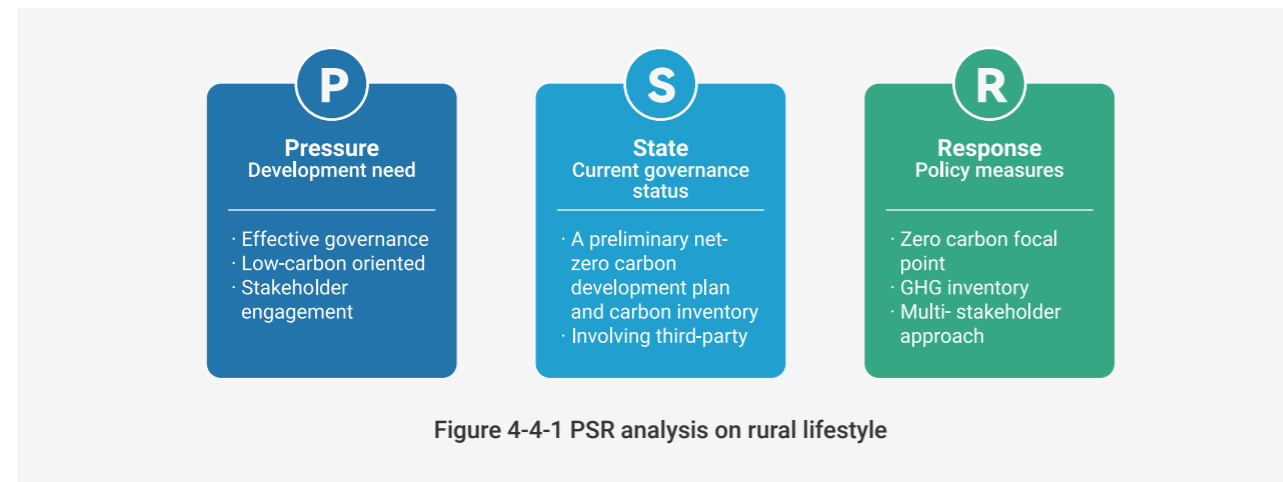 P
Pressure
Development need
· Effective governance
· Low-carbon oriented
· Stakeholder
engagement
S
State
Current governance
status
· A preliminary net-
zero carbon
development plan
and carbon inventory
· Involving third-party
R
Response
Policy measures
· Zero carbon focal
point
· GHG inventory
· Multi- stakeholder
approach
Figure 4-4-1 PSR analysis on rural lifestyle